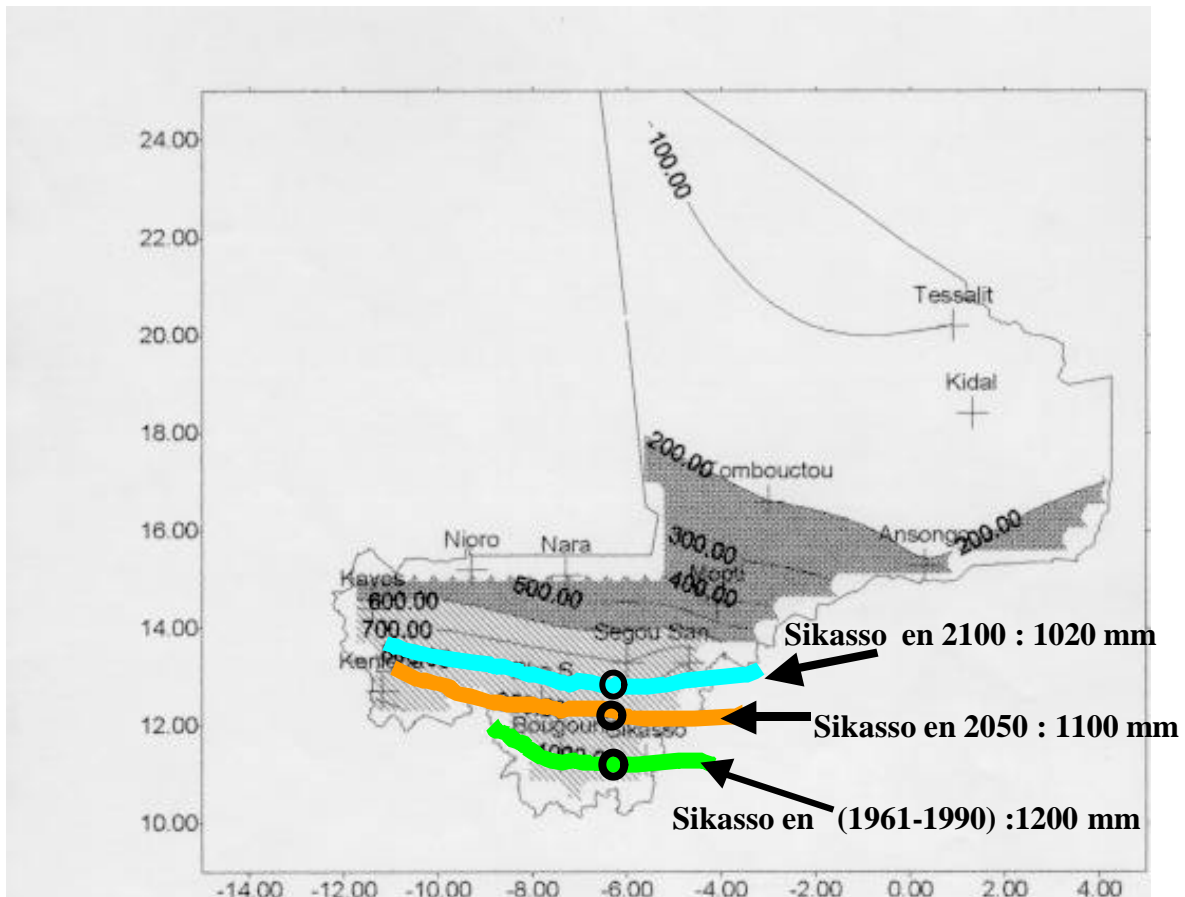 24.00
100.00
22.00
Tessalit
20.00
Kidal
18.00
200.00
Tombouctou
16.00
Nioro
Nara
300.00
Ansongo
200.00
Kayes
500.00
400.00
Mopti
600.00
14.00
700.00
Segou San
Sikasso en 2100 : 1020 mm
12.00
Sikasso en 2050 : 1100 mm
Sikasso
10.00
Sikasso en (1961-1990) :1200 mm
-14.00 -12.00 -10.00 -8.00 -6.00 -4.00 -2.00 0.00 2.00 4.00